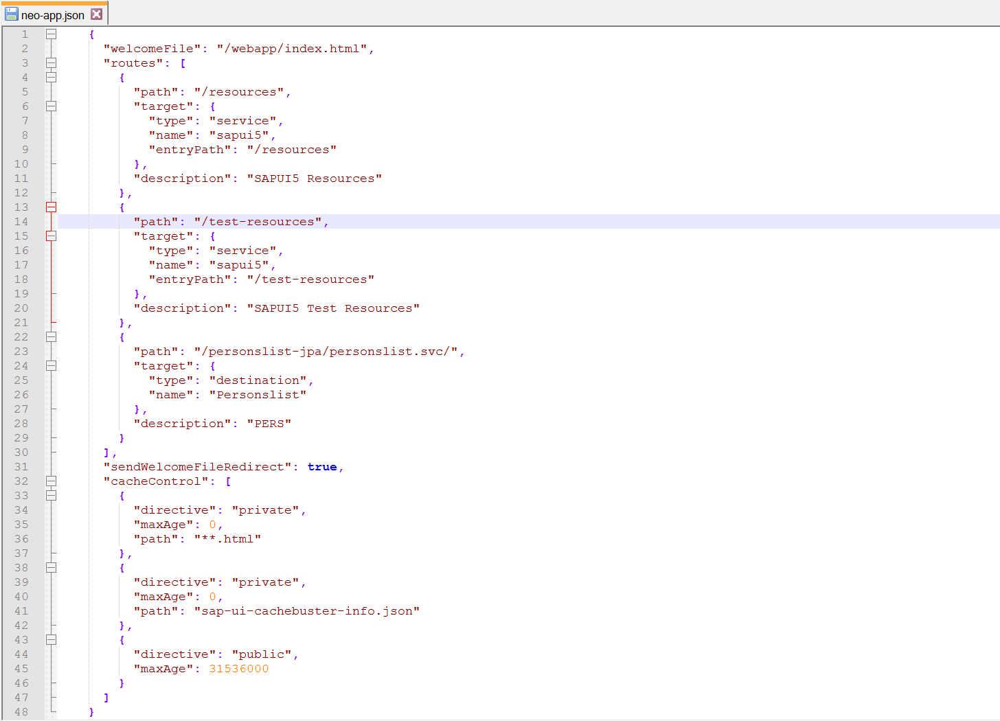 neo-app.json
1 {
2 "welcomeFile": "/webapp/index.html",
3 "routes": [
4 {
5 "path": "/resources",
6 "target": {
7 "type": "service",
8 "name": "sapui5",
9 "entryPath": "/resources"
10 },
11 "description": "SAPUI5 Resources"
12 },
13 {
14 "path": "/test-resources",
15 "target": {
16 "type": "service",
17 "name": "sapui5",
18 "entryPath": "/test-resources"
19 },
20 "description": "SAPUI5 Test Resources"
21 },
22 {
23 "path": "/personslist-jpa/personslist.svc/",
24 "target": {
25 "type": "destination",
26 "name": "Personslist"
27 },
28 "description": "PERS"
29 }
30 ],
31 "sendWelcomeFileRedirect": true,
32 "cacheControl": [
33 {
34 "directive": "private",
35 "maxAge": 0,
36 "path": "**.html"
37 },
38 {
39 "directive": "private",
40 "maxAge": 0,
41 "path": "sap-ui-cachebuster-info.json"
42 },
43 {
44 "directive": "public",
45 "maxAge": 31536000
46 }
47 ]
48 }